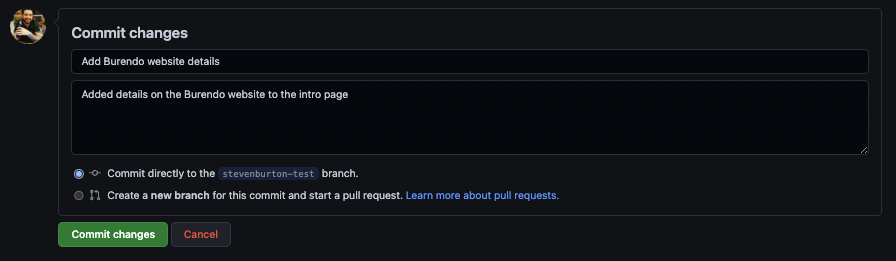 Commit changes
Add Burendo website details
Added details on the Burendo website to the intro page
Commit directly to the stevenburton-test branch.
Create a new branch for this commit and start a pull request. Learn more about pull requests.
Commit changes Cancel